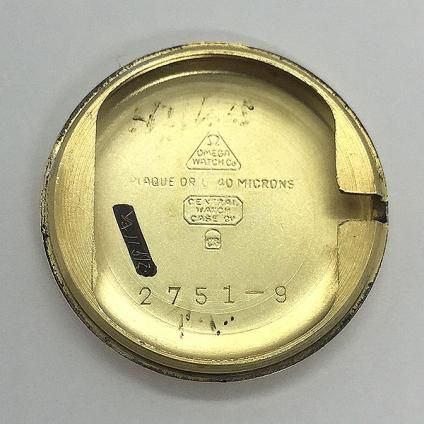 Ω
OMEGA
WATCH Co
PLAQUE OR L 40 MICRONS
CENTRAL
WATCH
CASE Co
2751-9